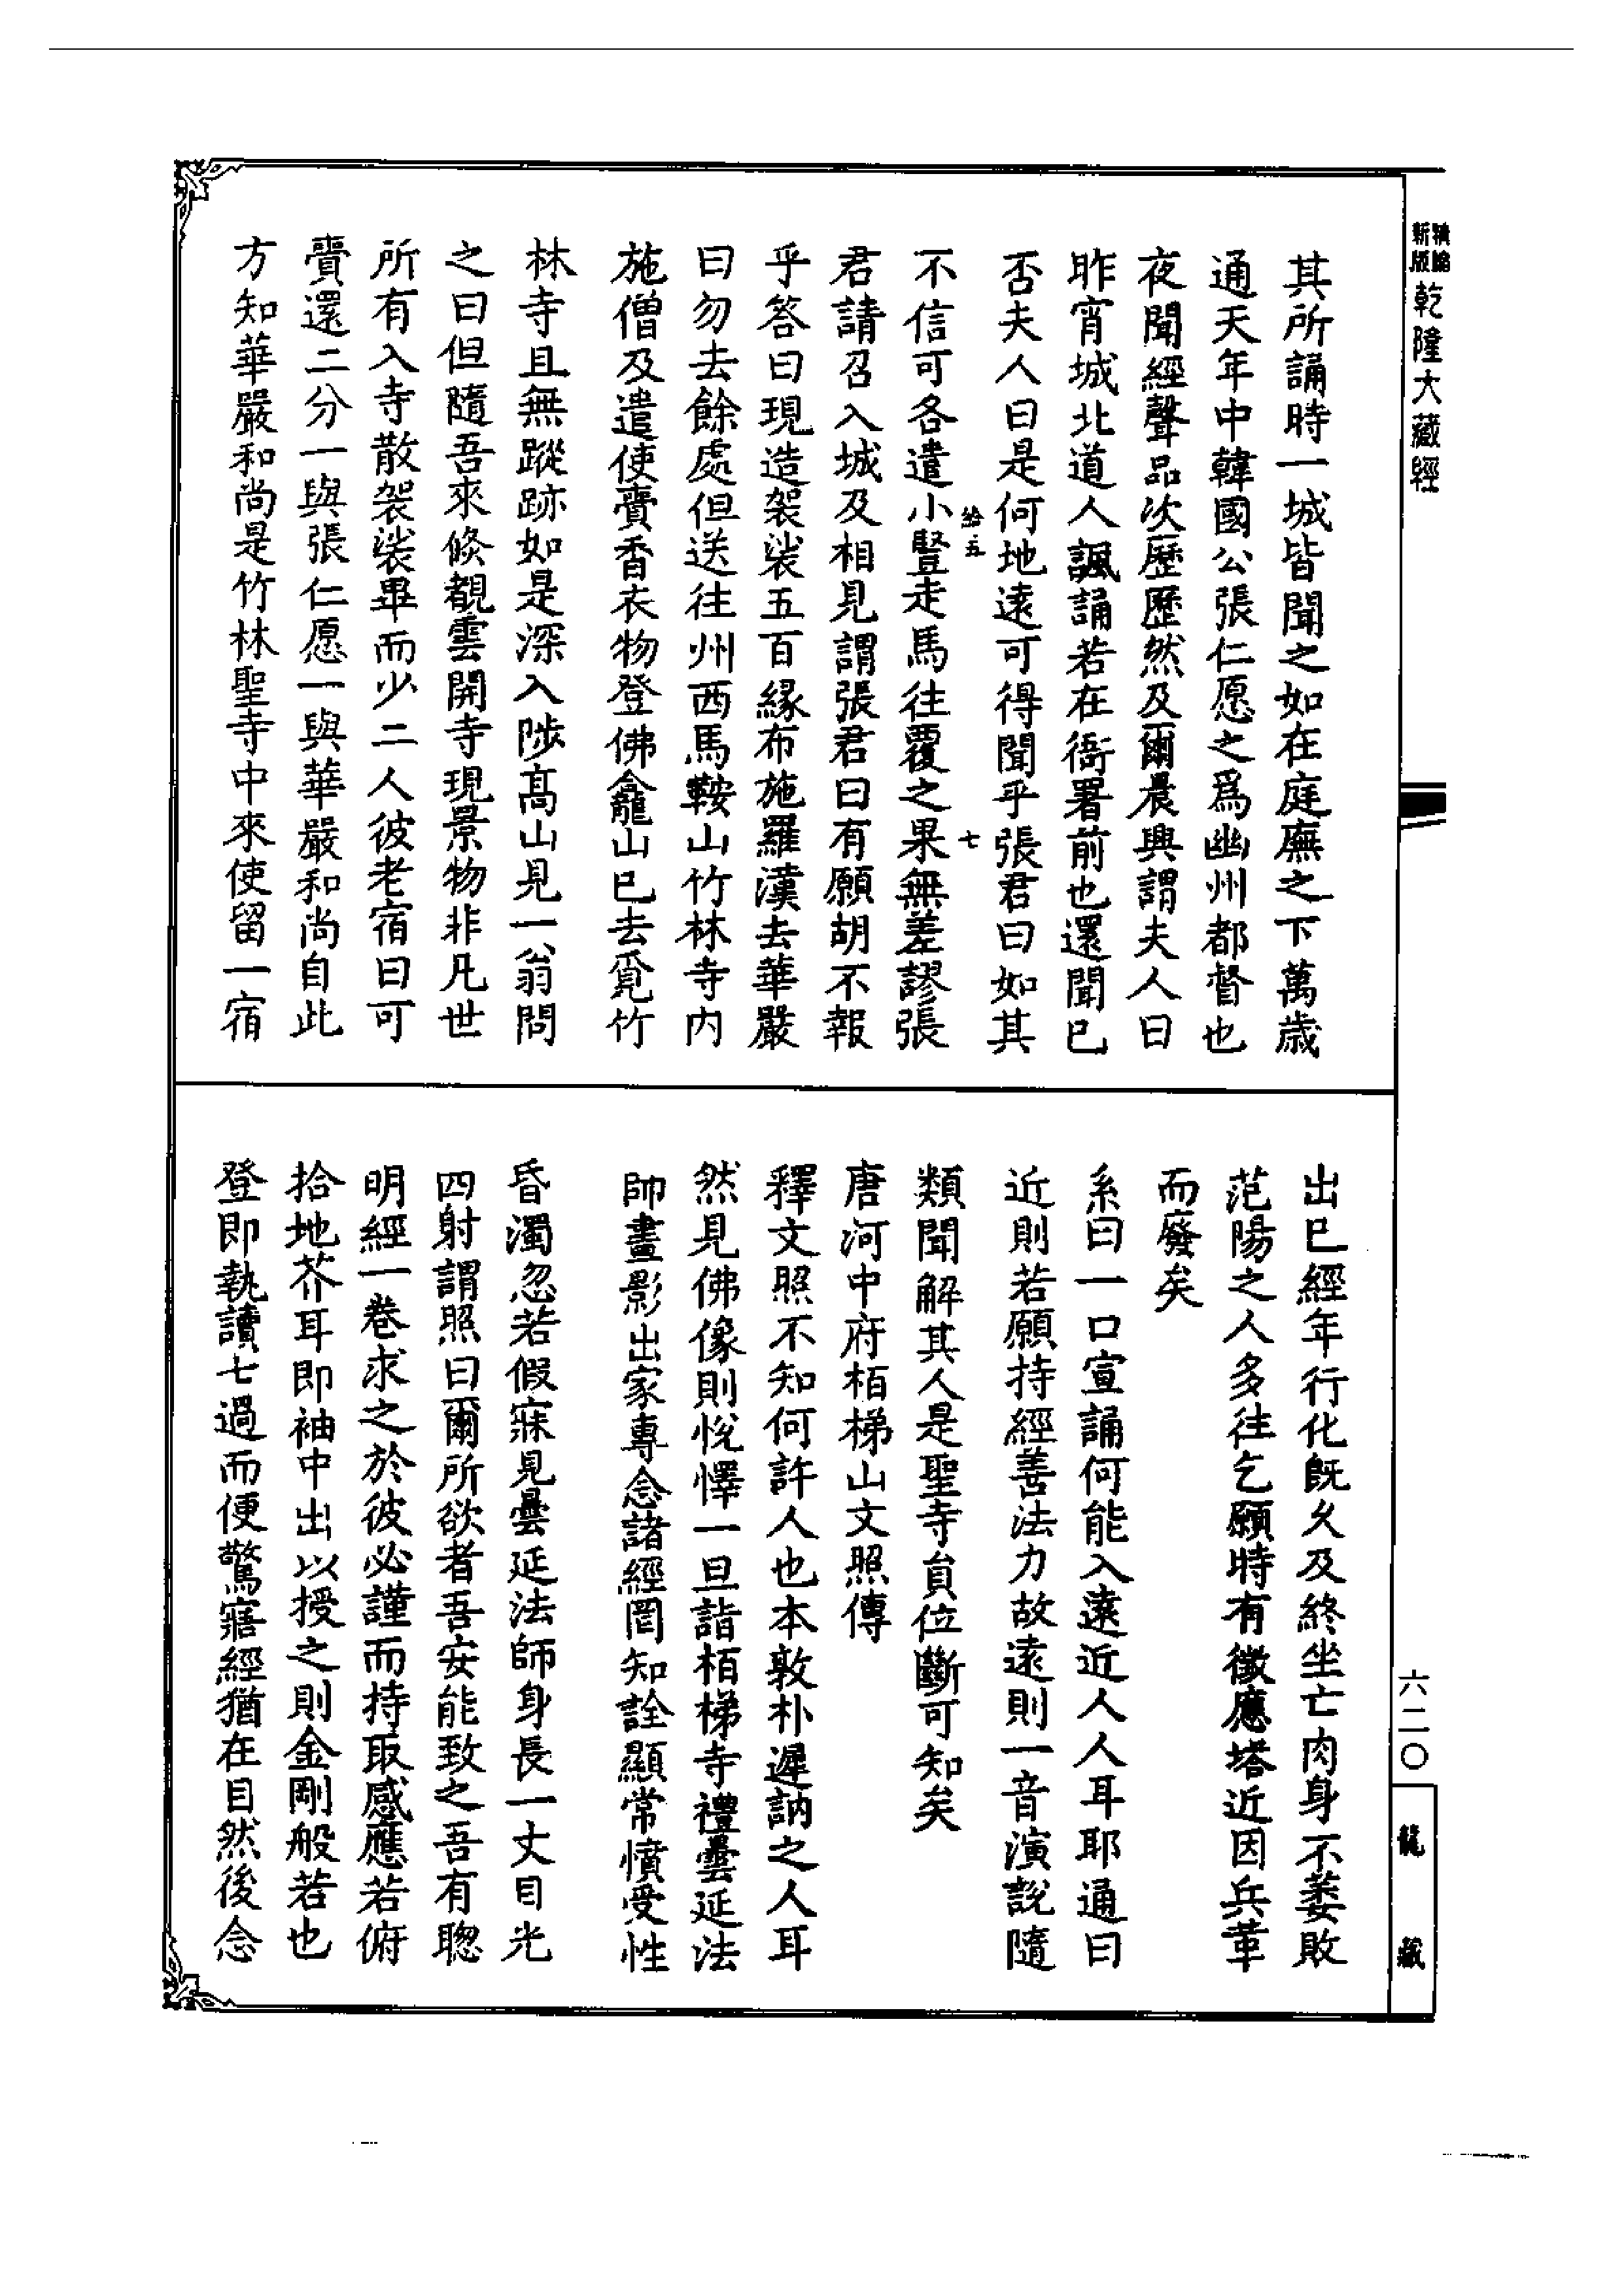 精縮
新版
乾隆大藏經
其所誦時一城皆聞之如在庭廡之下萬歲
通天年中韓國公張仁愿之爲幽州都督也
夜聞經聲品次歷歷然及爾晨興謂夫人曰
昨宵城北道人諷誦若在衙署前也還聞已
否夫人曰是何地遠可得聞乎張君曰如其
給五
七
不信可各遣小豎走馬往覆之果無差謬張
君請召入城及相見謂張君曰有願胡不報
乎答曰現造袈裟五百緣布施羅漢去華嚴
曰勿去餘處但送往州西馬鞍山竹林寺內
施僧及遣使賫香衣物登佛龕山已去覓竹
林寺且無蹤跡如是深入陟高山見一翁問
之曰但隨吾來倏覩雲開寺現景物非凡世
所有入寺散袈裟畢而少二人彼老宿曰可
賫還二分一與張仁愿一與華嚴和尚自此
方知華嚴和尚是竹林聖寺中來使留一宿
出巳經年行化旣久及終坐亡肉身不萎敗
范陽之人多往乞願時有徵應塔近因兵革
而廢矣
系曰一口宣誦何能入遠近人人耳耶通曰
近則若願持經善法力故遠則一音演說隨
類聞解其人是聖寺貟位斷可知矣
唐河中府栢梯山文照傳
釋文照不知何許人也本敦朴遲訥之人耳
然見佛像則悅懌一旦詣栢梯寺禮曇延法
師畫影出家專念諸經罔知詮顯常憤受性
昏濁忽若假寐見曇延法師身長一丈目光
四射謂照曰爾所欲者吾安能致之吾有聰
明經一卷求之於彼必謹而持取感應若俯
拾地芥耳即袖中出以授之則金剛般若也
登即執讀七過而便驚寤經猶在目然後念
六二〇
龍藏